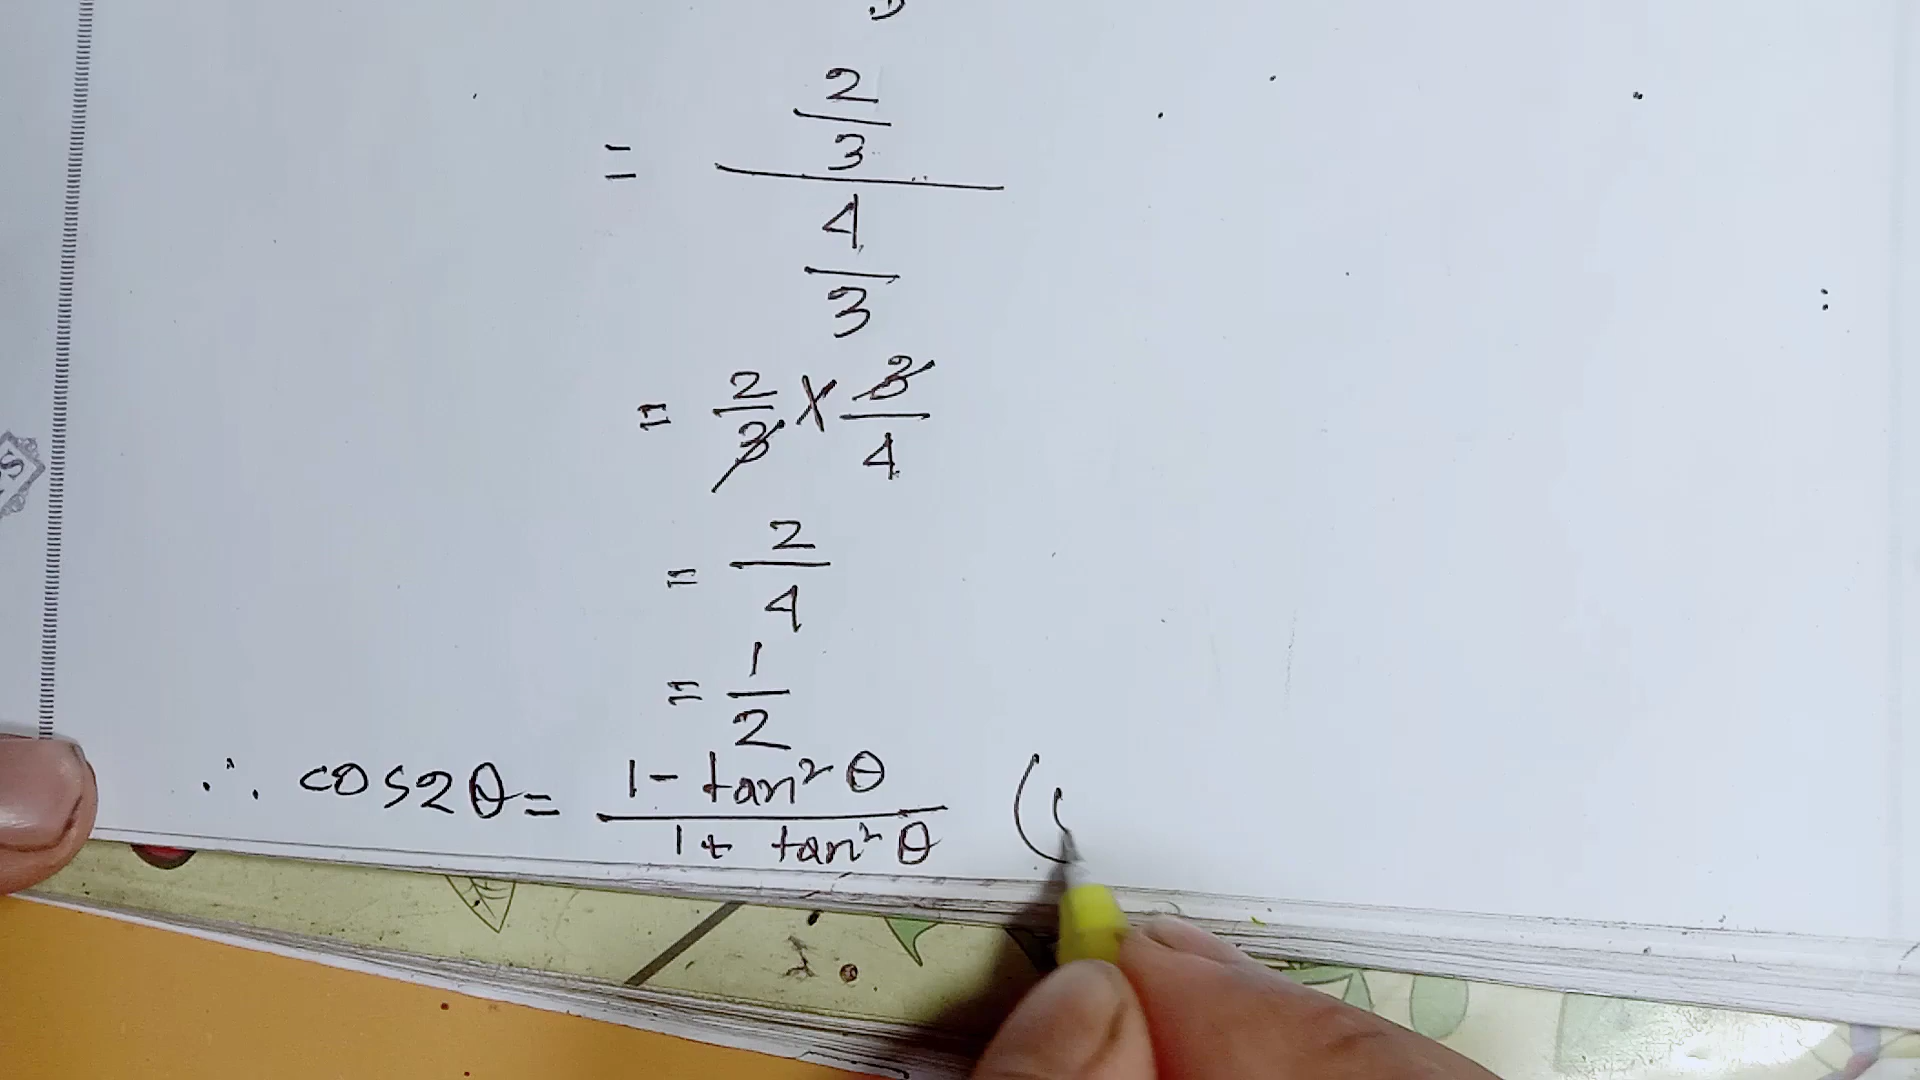 = 2/3 / 4/3
= 2/3 × 3/4
= 2/4
= 1/2
∴ cos2θ = 1 - tan²θ / 1 + tan²θ (